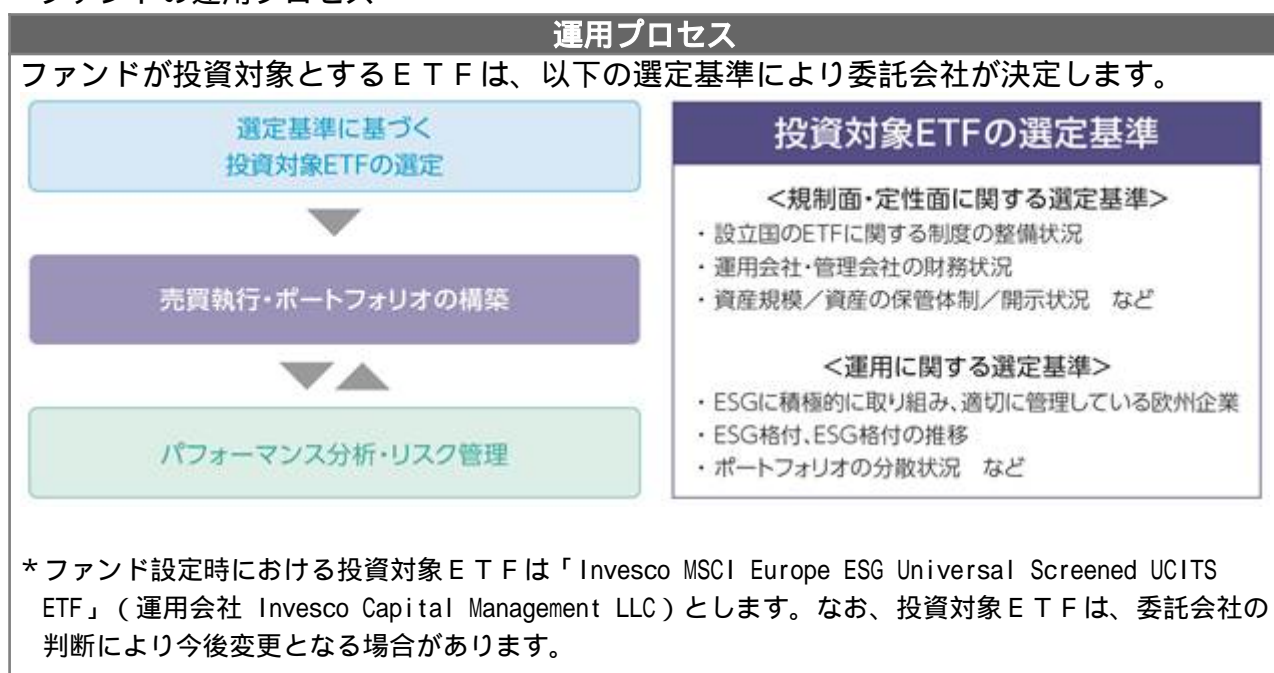 ファンドの運用プロセス
運用プロセス
ファンドが投資対象とするＥＴＦは、以下の選定基準により委託会社が決定します。
選定基準に基づく
投資対象ETFの選定
売買執行・ポートフォリオの構築
パフォーマンス分析・リスク管理
投資対象ETFの選定基準
＜規制面・定性面に関する選定基準＞
・設立国のETFに関する制度の整備状況
・運用会社・管理会社の財務状況
・資産規模／資産の保管体制／開示状況　など
＜運用に関する選定基準＞
・ESGに積極的に取り組み、適切に管理している欧州企業
・ESG格付、ESG格付の推移
・ポートフォリオの分散状況　など
＊ファンド設定時における投資対象ＥＴＦは「Invesco MSCI Europe ESG Universal Screened UCITS
ETF」（運用会社 Invesco Capital Management LLC）とします。なお、投資対象ＥＴＦは、委託会社の
判断により今後変更となる場合があります。